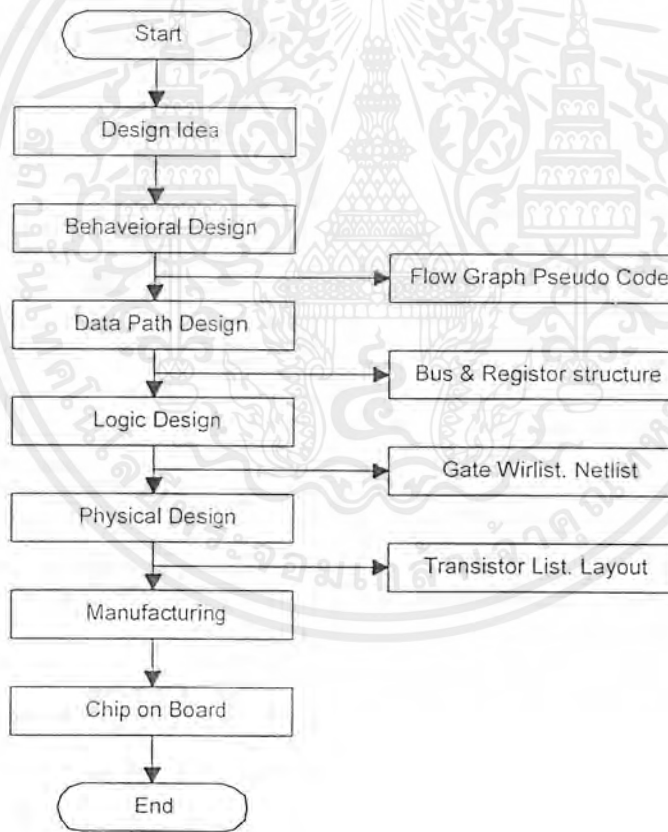 Start
Design Idea
Behaveioral Design
Flow Graph Pseudo Code
Data Path Design
Bus & Registor structure
Logic Design
Gate Wirlist. Netlist
Physical Design
Transistor List. Layout
Manufacturing
Chip on Board
End